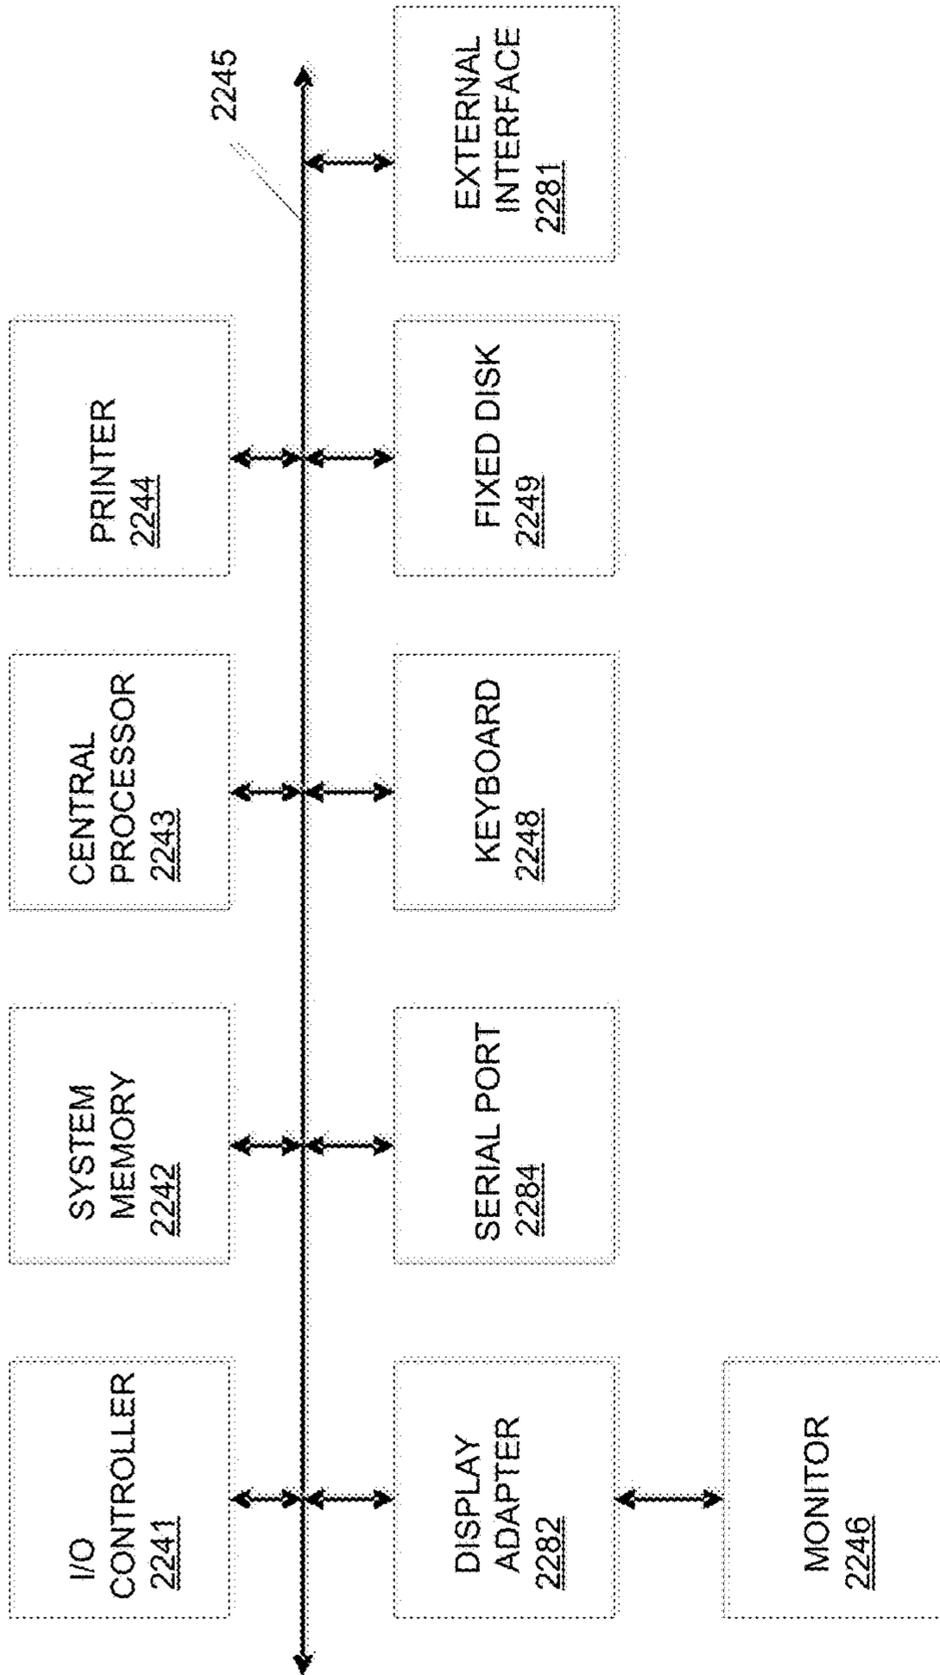 I/O
CONTROLLER
2241
SYSTEM
MEMORY
2242
CENTRAL
PROCESSOR
2243
PRINTER
2244
2245
DISPLAY
ADAPTER
2282
SERIAL PORT
2284
KEYBOARD
2248
FIXED DISK
2249
EXTERNAL
INTERFACE
2281
MONITOR
2246